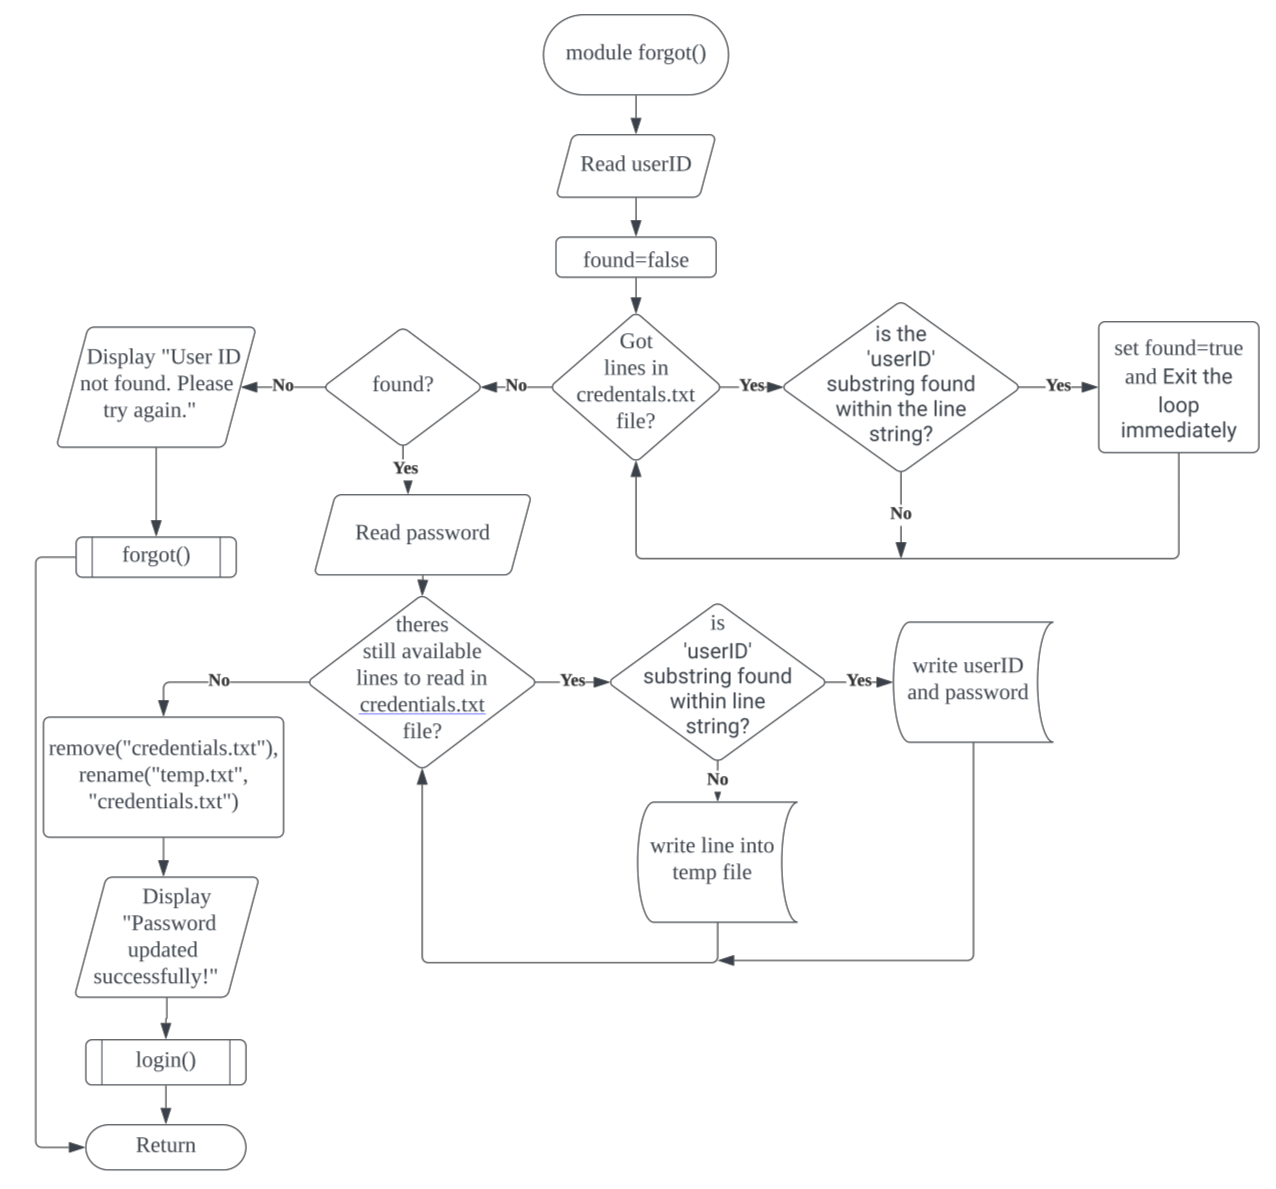 module forgot()
Read userID
found=false
Got
lines in
credentals.txt
file?
Yes
is the
'userID'
substring found
within the line
string?
Yes
set found=true
and Exit the
loop
immediately
No
No
found?
No
Display "User ID
not found. Please
try again."
forgot()
Yes
Read password
theres
still available
lines to read in
credentials.txt
file?
Yes
is
'userID'
substring found
within line
string?
Yes
write userID
and password
No
write line into
temp file
No
remove("credentials.txt"),
rename("temp.txt",
"credentials.txt")
Display
"Password
updated
successfully!"
login()
Return